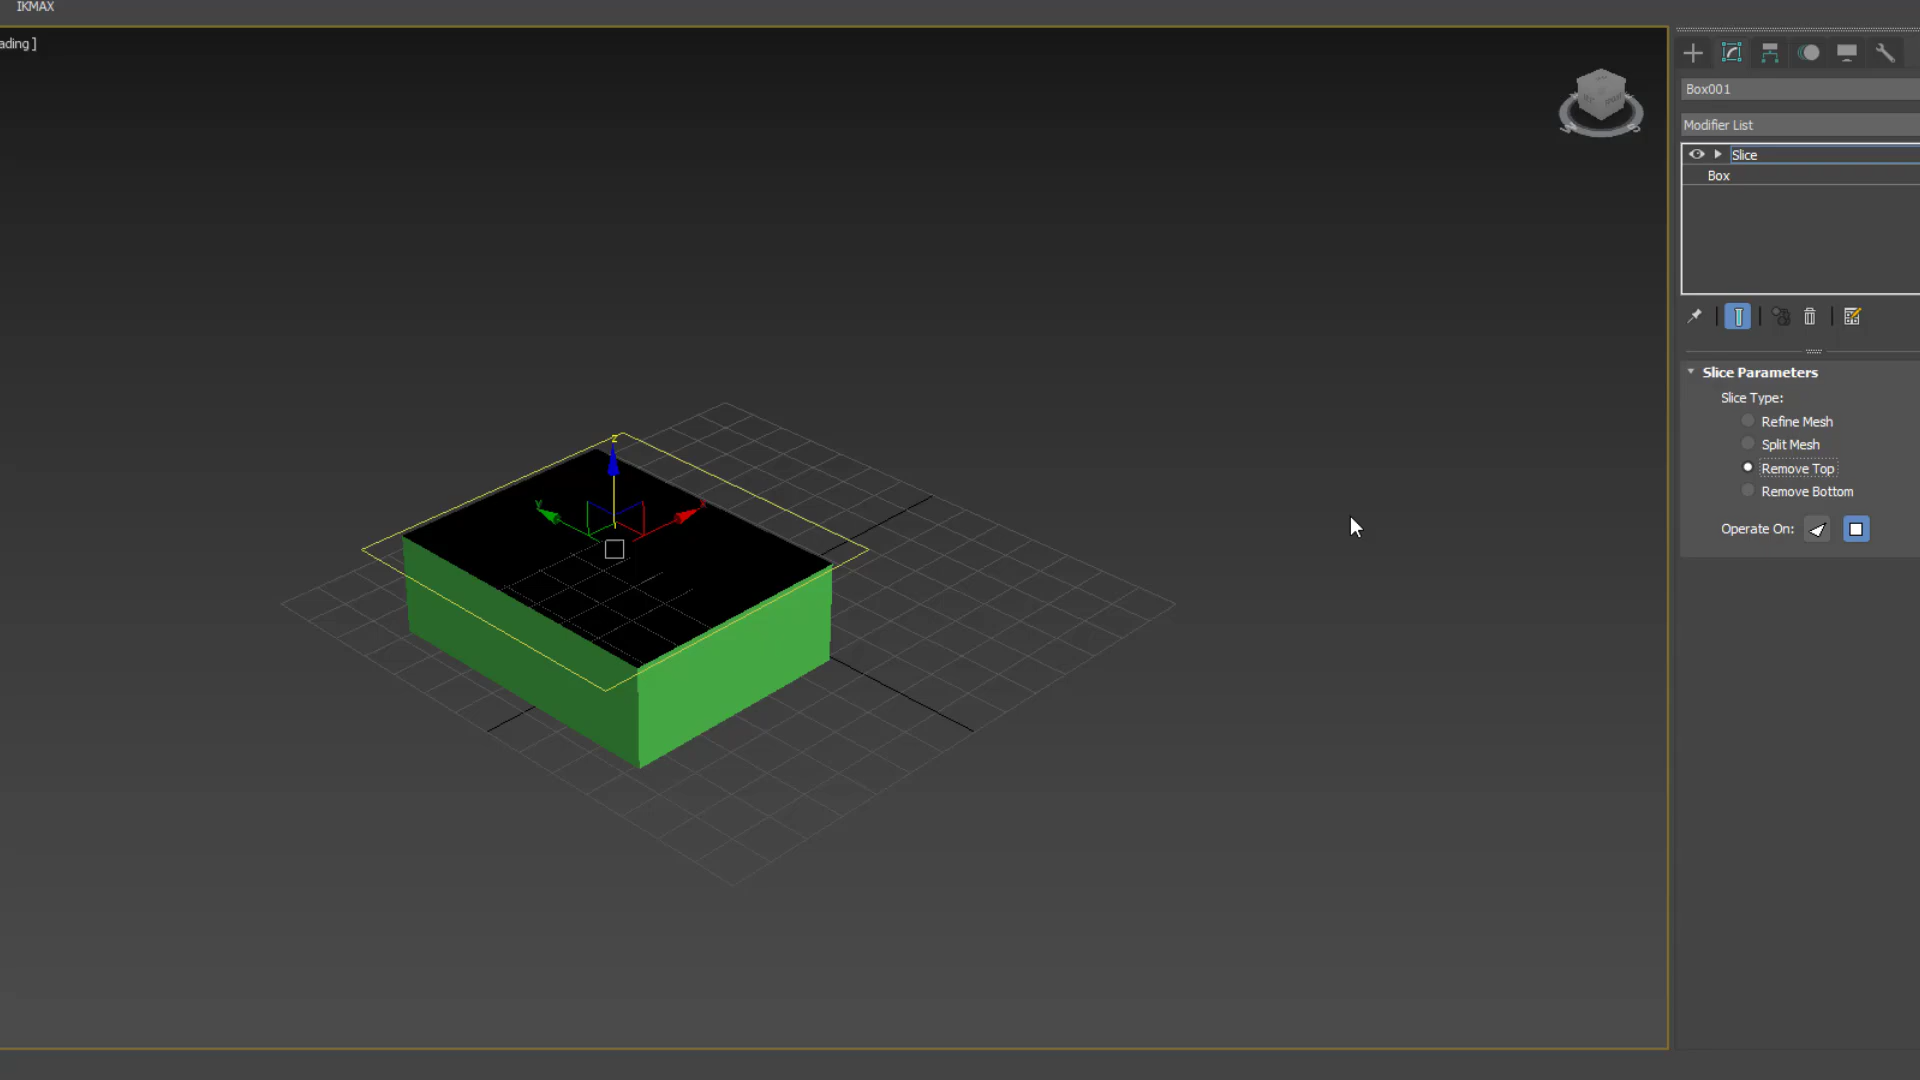 IKMAX
ading ]
Box001
Modifier List
Slice
Box
Slice Parameters
Slice Type:
Refine Mesh
Split Mesh
Remove Top
Remove Bottom
Operate On:
z
y
x